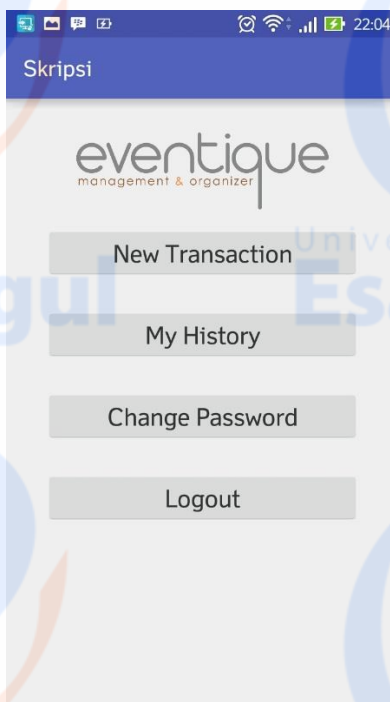 22:04
Skripsi
eventique
management & organizer
New Transaction
My History
Change Password
Logout